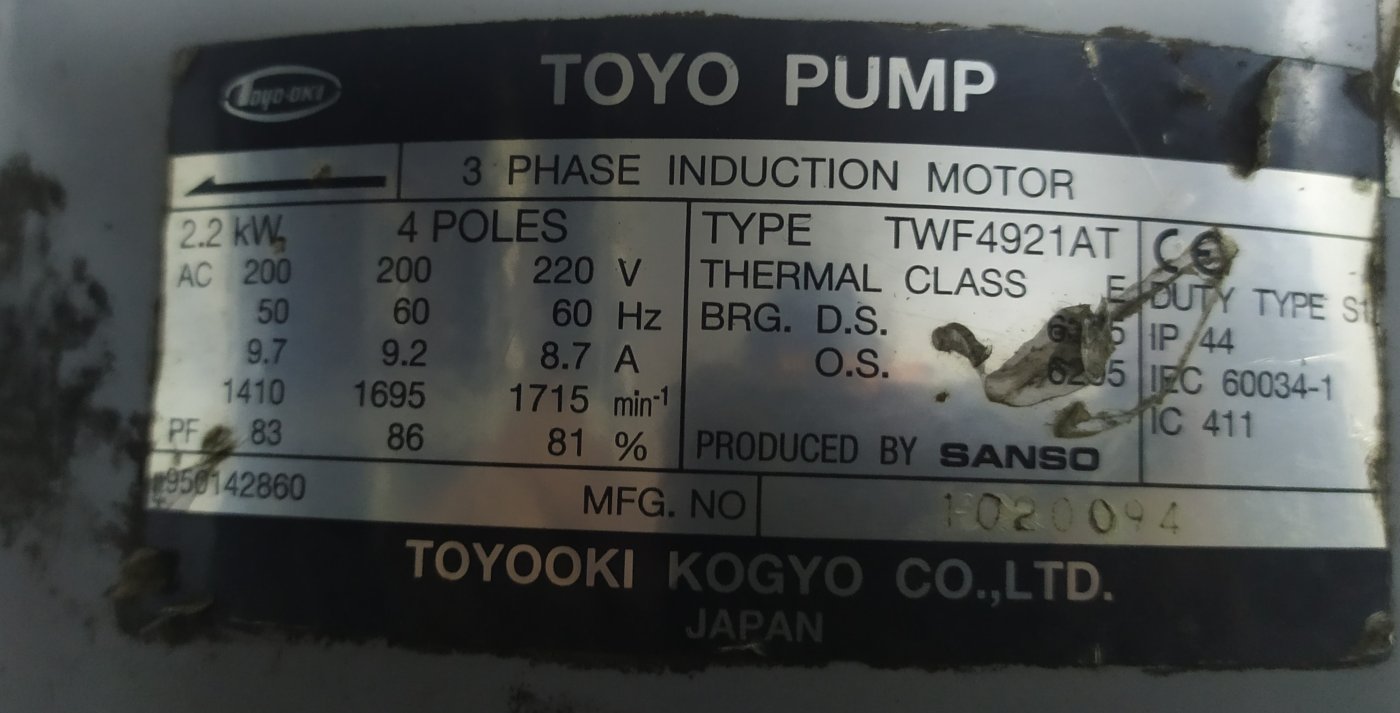 TOYO-OKI
TOYO PUMP
3 PHASE INDUCTION MOTOR
2.2 kW, 4 POLES
AC 200 200 220 V
50 60 60 Hz
9.7 9.2 8.7 A
1410 1695 1715 min-1
PF 83 86 81 %
TYPE TWF4921AT
THERMAL CLASS E
BRG. D.S.
O.S. 6205
PRODUCED BY SANSO
CE
DUTY TYPE S1
IP 44
IEC 60034-1
IC 411
#950142860
MFG. NO 1020094
TOYOOKI KOGYO CO.,LTD.
JAPAN